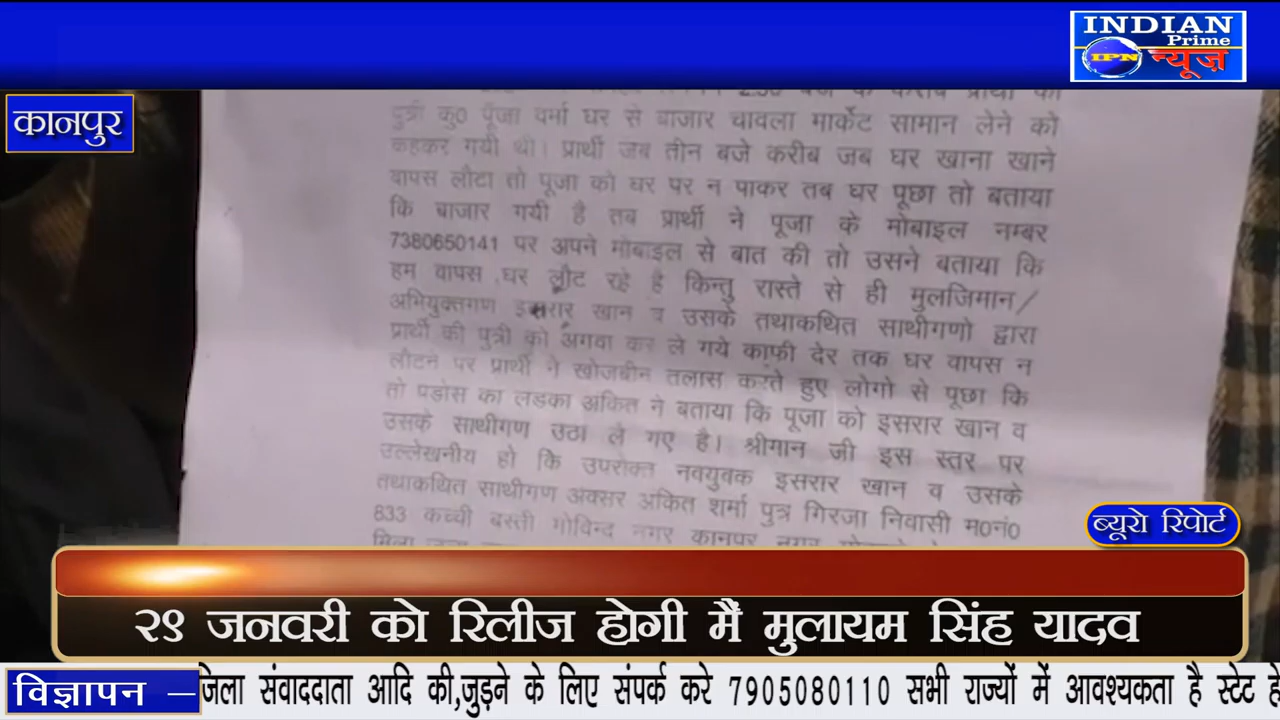 INDIAN
Prime
IPN न्यूज़
कानपुर
दुत्री कु0 पूजा वर्मा घर से बाजार चावला मार्केट सामान लेने को
कहकर गयी थी। प्रार्थी जब तीन बजे करीब जब घर खाना खाने
वापस लौटा तो पूजा को घर पर न पाकर तब घर पूछा तो बताया
कि बाजार गयी है तब प्रार्थी ने पूजा के मोबाइल नम्बर
7380650141 पर अपने मोबाइल से बात की तो उसने बताया कि
हम वापस घर लौट रहे है किन्तु रास्ते से ही मुलजिमान/
अभियुक्तगण इसरार खान व उसके तथाकथित साथीगणो द्वारा
प्रार्थी की पुत्री को अगवा कर ले गये काफी देर तक घर वापस न
लौटने पर प्रार्थी ने खोजबीन तलास करते हुए लोगो से पूछा कि
तो पडोस का लडका अंकित ने बताया कि पूजा को इसरार खान व
उसके साथीगण उठा ले गए है। श्रीमान जी इस स्तर पर
उल्लेखनीय हो कि उपरोक्त नवयुवक इसरार खान व उसके
तथाकथित साथीगण अक्सर अंकित शर्मा पुत्र गिरजा निवासी म0नं0
833 कच्ची बस्ती गोविन्द नगर कानपुर नगर
ब्यूरो रिपोर्ट
२९ जनवरी को रिलीज होगी मैं मुलायम सिंह यादव
विज्ञापन – जिला संवाददाता आदि की,जुड़ने के लिए संपर्क करे 7905080110 सभी राज्यों में आवश्यकता है स्टेट हे